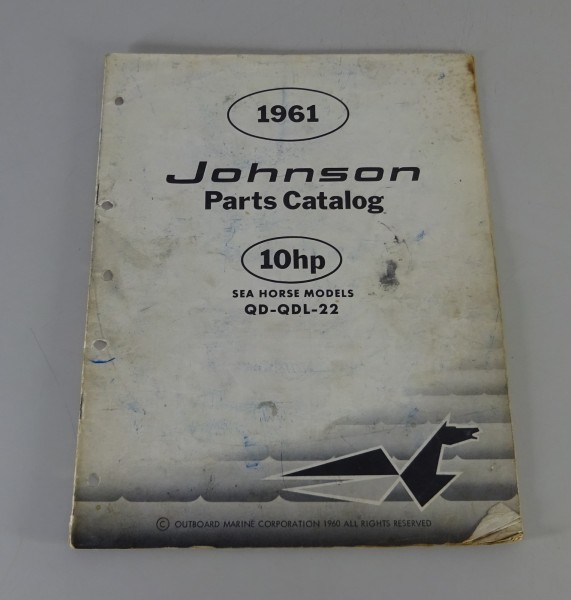 1961
Johnson
Parts Catalog
10hp
SEA HORSE MODELS
QD-QDL-22
© OUTBOARD MARINE CORPORATION 1960 ALL RIGHTS RESERVED